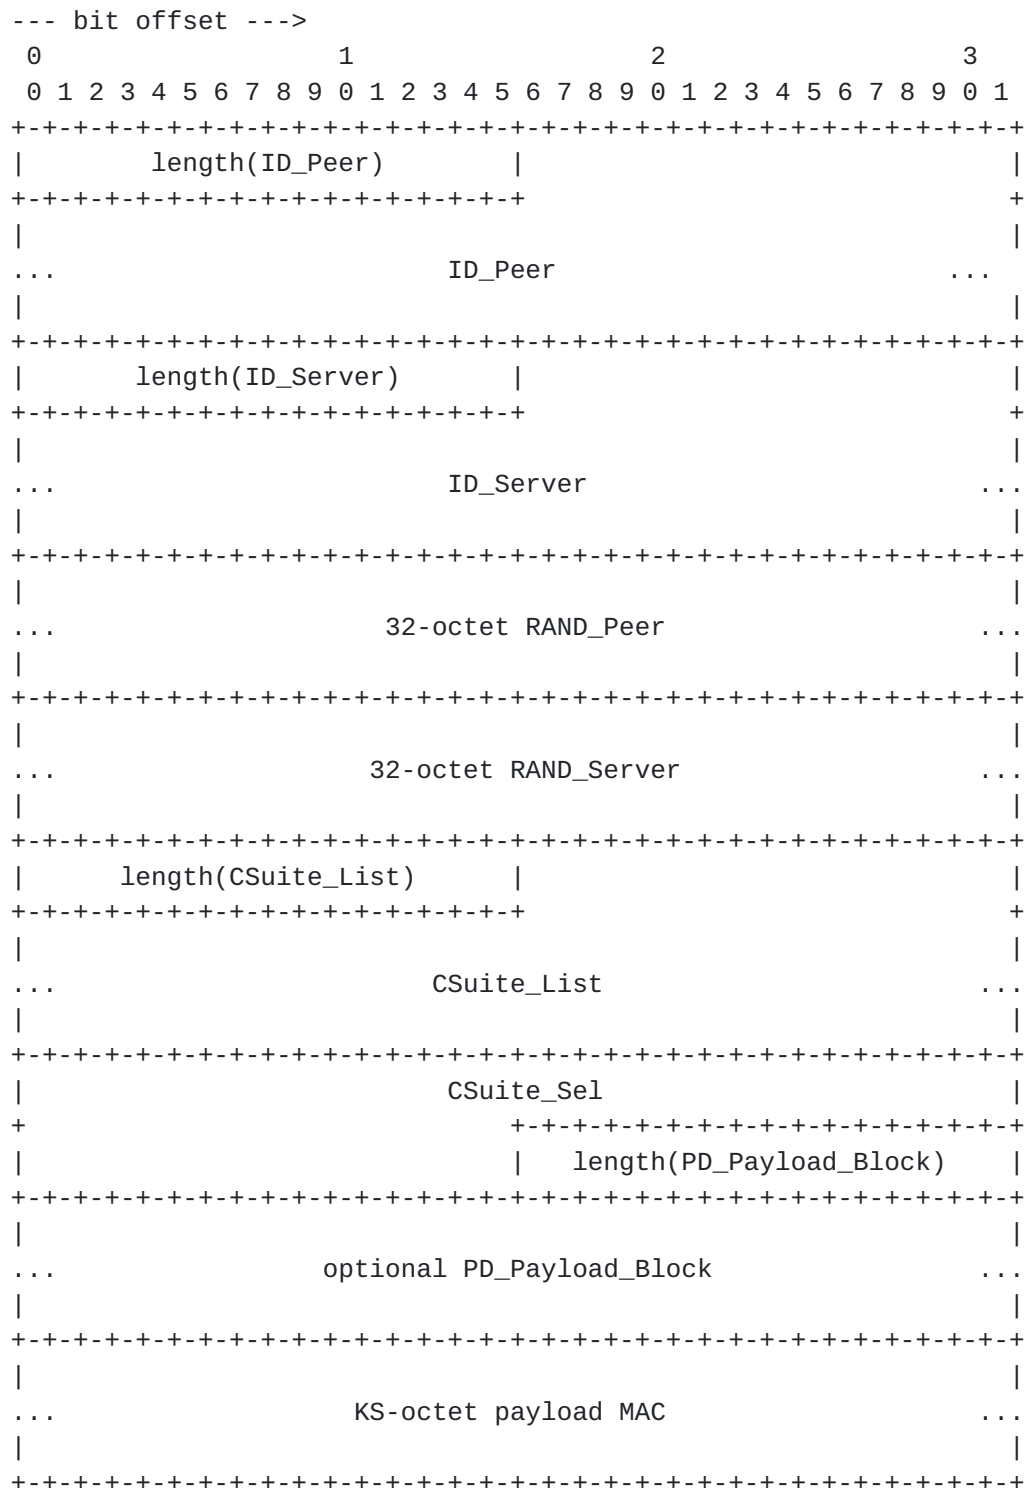 --- bit offset --->
 0                   1                   2                   3
 0 1 2 3 4 5 6 7 8 9 0 1 2 3 4 5 6 7 8 9 0 1 2 3 4 5 6 7 8 9 0 1
+-+-+-+-+-+-+-+-+-+-+-+-+-+-+-+-+-+-+-+-+-+-+-+-+-+-+-+-+-+-+-+-+
|        length(ID_Peer)        |                               |
+-+-+-+-+-+-+-+-+-+-+-+-+-+-+-+-+                               +
|                                                               |
...                         ID_Peer                         ...
|                                                               |
+-+-+-+-+-+-+-+-+-+-+-+-+-+-+-+-+-+-+-+-+-+-+-+-+-+-+-+-+-+-+-+-+
|       length(ID_Server)       |                               |
+-+-+-+-+-+-+-+-+-+-+-+-+-+-+-+-+                               +
|                                                               |
...                         ID_Server                         ...
|                                                               |
+-+-+-+-+-+-+-+-+-+-+-+-+-+-+-+-+-+-+-+-+-+-+-+-+-+-+-+-+-+-+-+-+
|                                                               |
...                     32-octet RAND_Peer                    ...
|                                                               |
+-+-+-+-+-+-+-+-+-+-+-+-+-+-+-+-+-+-+-+-+-+-+-+-+-+-+-+-+-+-+-+-+
|                                                               |
...                    32-octet RAND_Server                   ...
|                                                               |
+-+-+-+-+-+-+-+-+-+-+-+-+-+-+-+-+-+-+-+-+-+-+-+-+-+-+-+-+-+-+-+-+
|      length(CSuite_List)      |                               |
+-+-+-+-+-+-+-+-+-+-+-+-+-+-+-+-+                               +
|                                                               |
...                        CSuite_List                        ...
|                                                               |
+-+-+-+-+-+-+-+-+-+-+-+-+-+-+-+-+-+-+-+-+-+-+-+-+-+-+-+-+-+-+-+-+
|                           CSuite_Sel                          |
+                               +-+-+-+-+-+-+-+-+-+-+-+-+-+-+-+-+
|                               |   length(PD_Payload_Block)    |
+-+-+-+-+-+-+-+-+-+-+-+-+-+-+-+-+-+-+-+-+-+-+-+-+-+-+-+-+-+-+-+-+
|                                                               |
...                 optional PD_Payload_Block                 ...
|                                                               |
+-+-+-+-+-+-+-+-+-+-+-+-+-+-+-+-+-+-+-+-+-+-+-+-+-+-+-+-+-+-+-+-+
|                                                               |
...                   KS-octet payload MAC                    ...
|                                                               |
+-+-+-+-+-+-+-+-+-+-+-+-+-+-+-+-+-+-+-+-+-+-+-+-+-+-+-+-+-+-+-+-+